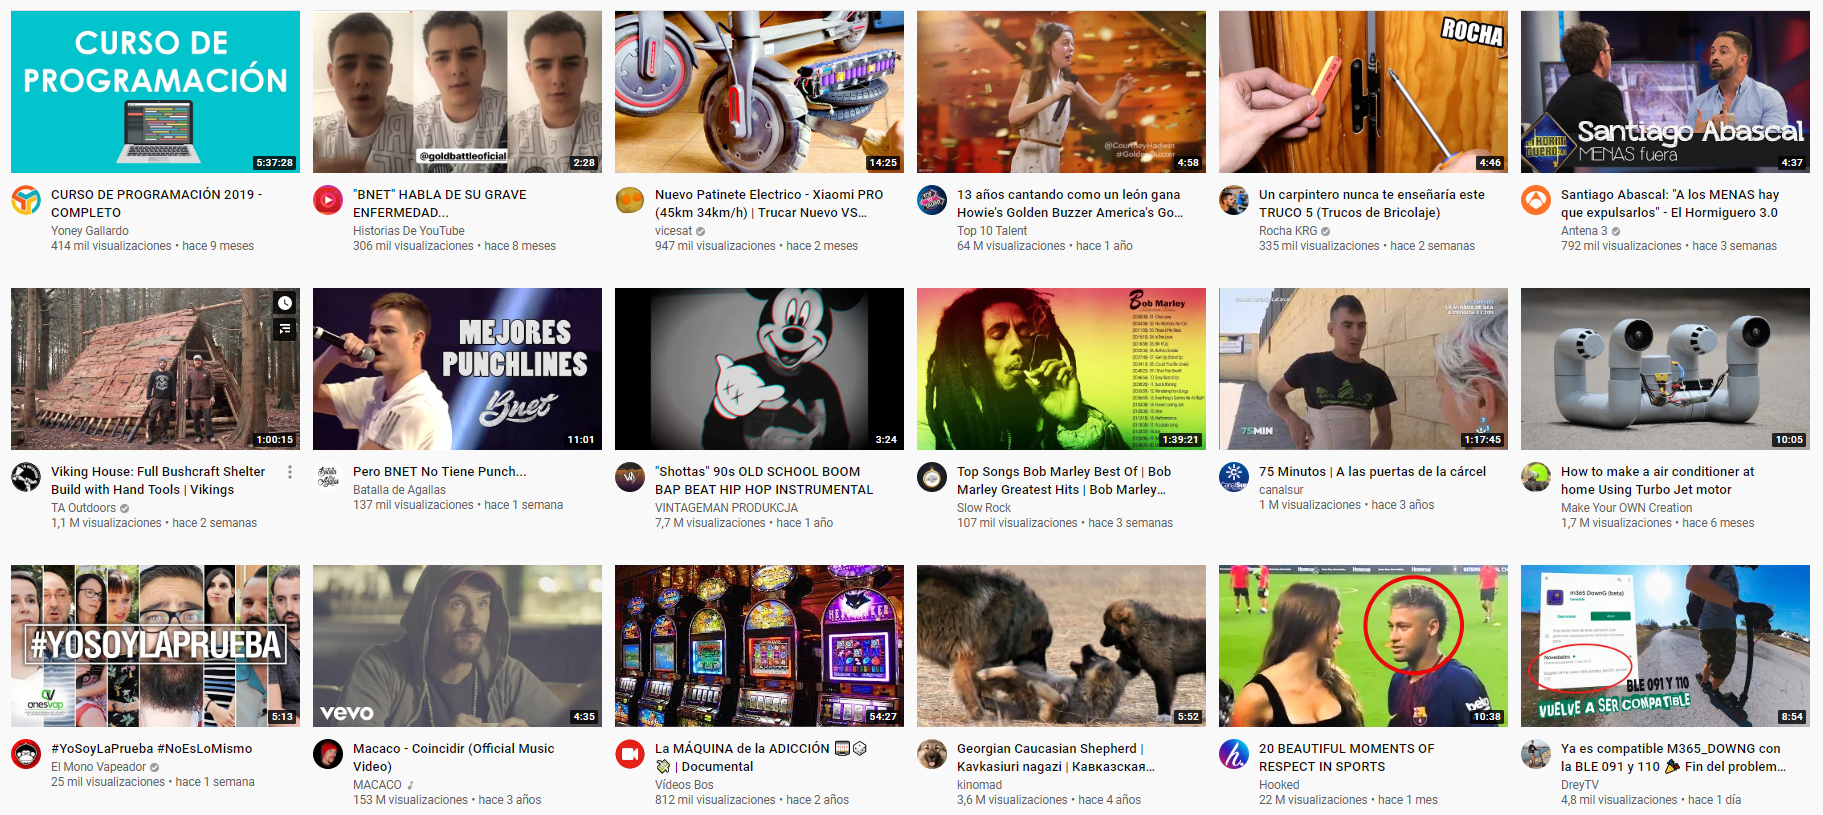 CURSO DE
PROGRAMACIÓN
5:37:28
@goldbattleoficial
2:28
14:25
@CourtneyHadwin
#GoldenBuzzer
4:58
ROCHA
4:46
EL HORMIGUERO 3.0
Santiago Abascal
MENAS fuera
4:37
CURSO DE PROGRAMACIÓN 2019 -
COMPLETO
Yoney Gallardo
414 mil visualizaciones • hace 9 meses
"BNET" HABLA DE SU GRAVE
ENFERMEDAD...
Historias De YouTube
306 mil visualizaciones • hace 8 meses
Nuevo Patinete Electrico - Xiaomi PRO
(45km 34km/h) | Trucar Nuevo VS...
vicesat
947 mil visualizaciones • hace 2 meses
13 años cantando como un león gana
Howie's Golden Buzzer America's Go...
Top 10 Talent
64 M visualizaciones • hace 1 año
Un carpintero nunca te enseñaría este
TRUCO 5 (Trucos de Bricolaje)
Rocha KRG
335 mil visualizaciones • hace 2 semanas
Santiago Abascal: "A los MENAS hay
que expulsarlos" - El Hormiguero 3.0
Antena 3
792 mil visualizaciones • hace 3 semanas
1:00:15
MEJORES
PUNCHLINES
Bnet
11:01
3:24
Bob Marley
1:39:21
75MIN
1:17:45
10:05
Viking House: Full Bushcraft Shelter
Build with Hand Tools | Vikings
TA Outdoors
1,1 M visualizaciones • hace 2 semanas
Pero BNET No Tiene Punch...
Batalla de Agallas
137 mil visualizaciones • hace 1 semana
"Shottas" 90s OLD SCHOOL BOOM
BAP BEAT HIP HOP INSTRUMENTAL
VINTAGEMAN PRODUKCJA
7,7 M visualizaciones • hace 1 año
Top Songs Bob Marley Best Of | Bob
Marley Greatest Hits | Bob Marley...
Slow Rock
107 mil visualizaciones • hace 3 semanas
75 Minutos | A las puertas de la cárcel
canalsur
1 M visualizaciones • hace 3 años
How to make a air conditioner at
home Using Turbo Jet motor
Make Your OWN Creation
1,7 M visualizaciones • hace 6 meses
#YOSOYLAPRUEBA
anesvap
5:13
vevo
4:35
54:27
5:52
10:38
m365 DownG (beta)
Novedades
BLE 091 Y 110
VUELVE A SER COMPATIBLE
8:54
#YoSoyLaPrueba #NoEsLoMismo
El Mono Vapeador
25 mil visualizaciones • hace 1 semana
Macaco - Coincidir (Official Music
Video)
MACACO
153 M visualizaciones • hace 3 años
La MÁQUINA de la ADICCIÓN 🎰🎲
💸 | Documental
Vídeos Bos
812 mil visualizaciones • hace 2 años
Georgian Caucasian Shepherd |
Kavkasiuri nagazi | Кавказская...
kinomad
3,6 M visualizaciones • hace 4 años
20 BEAUTIFUL MOMENTS OF
RESPECT IN SPORTS
Hooked
22 M visualizaciones • hace 1 mes
Ya es compatible M365_DOWNG con
la BLE 091 y 110 🎉 Fin del problem...
DreyTV
4,8 mil visualizaciones • hace 1 día